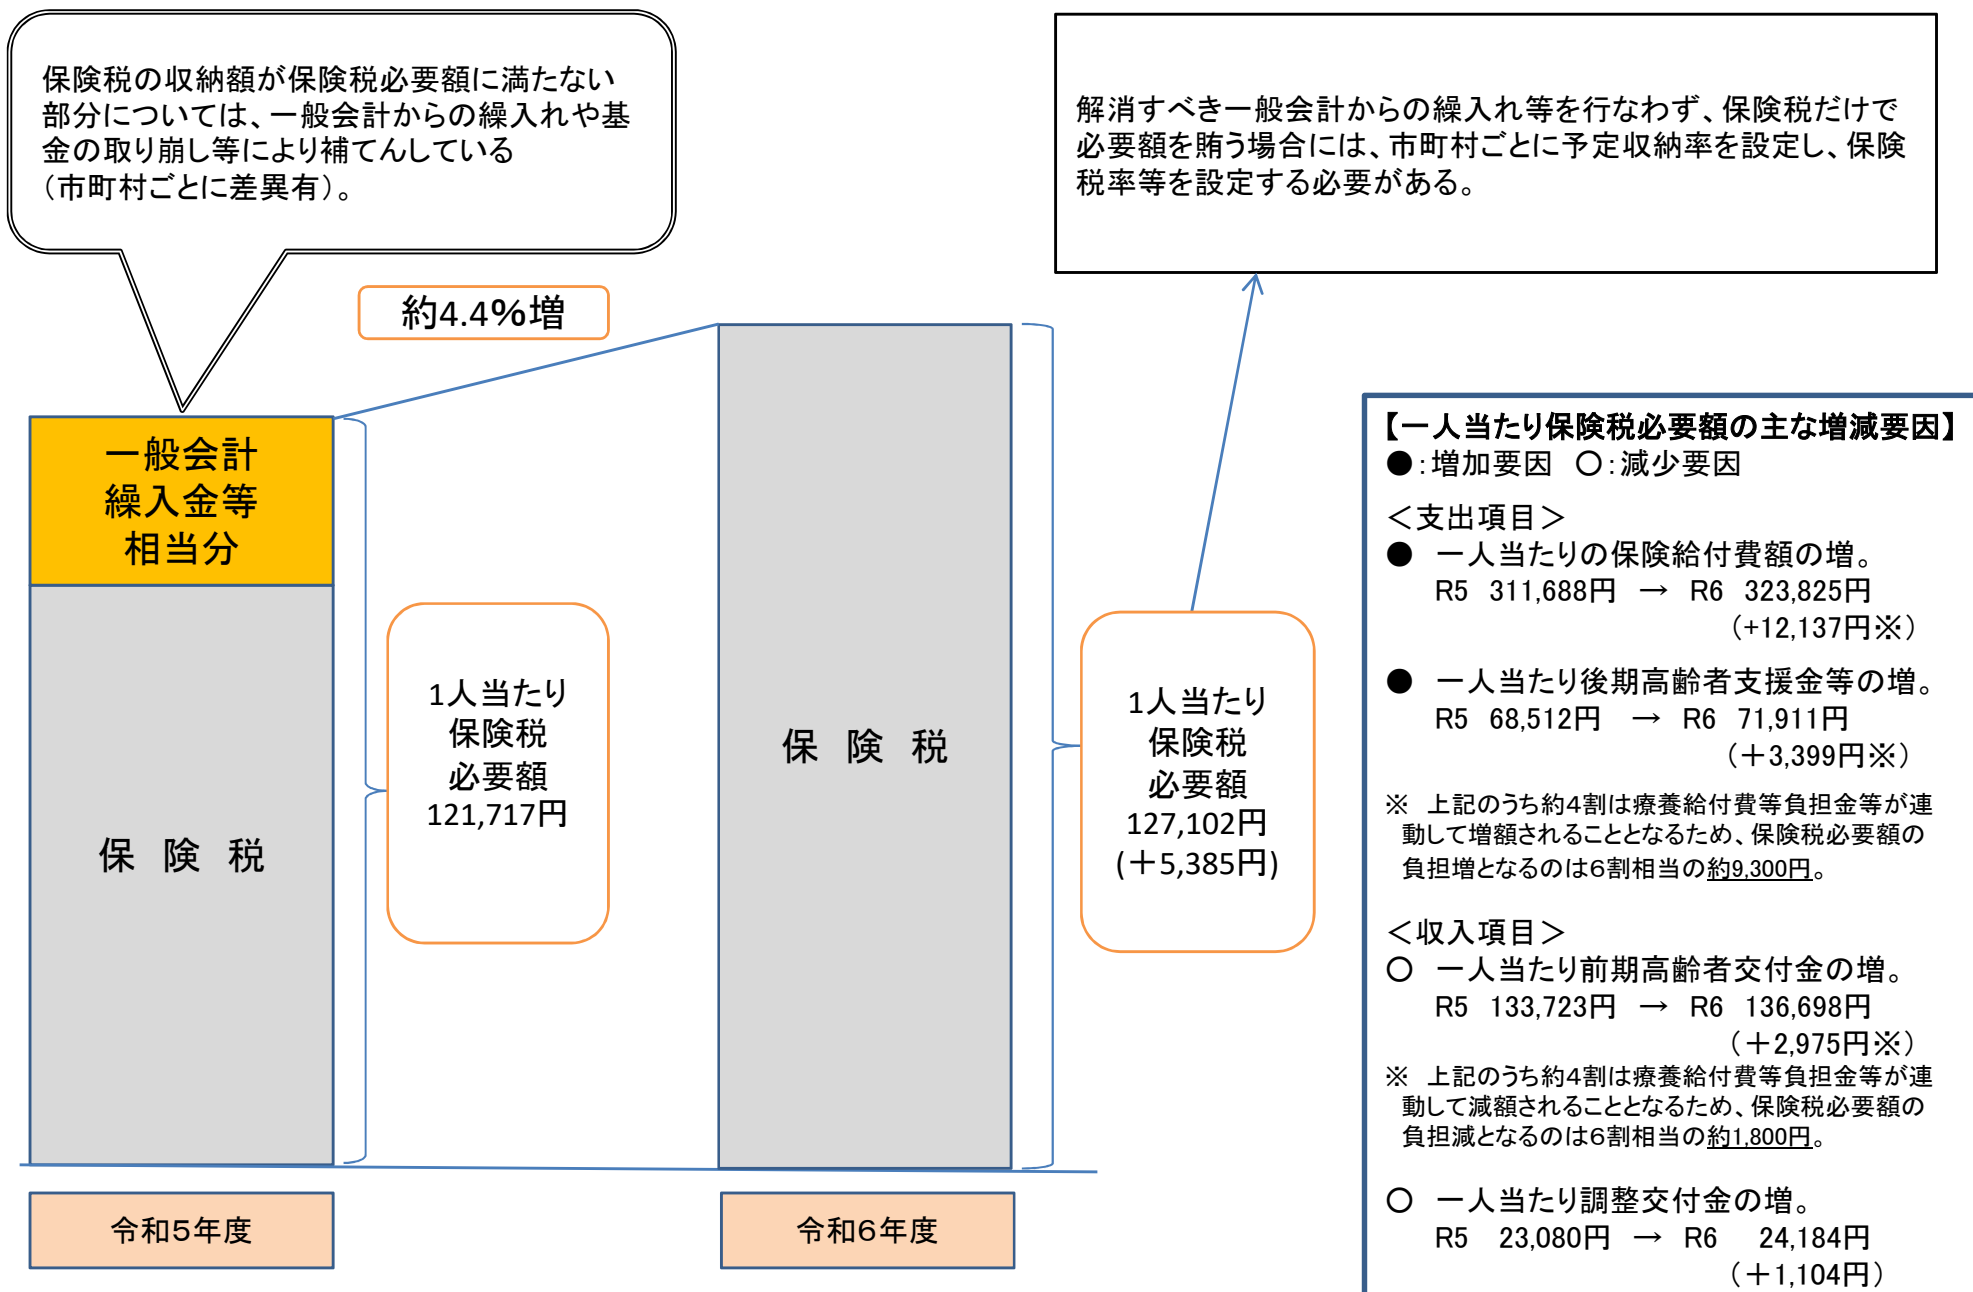 保険税の収納額が保険税必要額に満たない
部分については、一般会計からの繰入れや基
金の取り崩し等により補てんしている
（市町村ごとに差異有）。
解消すべき一般会計からの繰入れ等を行なわず、保険税だけで
必要額を賄う場合には、市町村ごとに予定収納率を設定し、保険
税率等を設定する必要がある。
約4.4%増
一般会計
繰入金等
相当分
保　険　税
1人当たり
保険税
必要額
121,717円
保　険　税
1人当たり
保険税
必要額
127,102円
(＋5,385円)
令和５年度
令和６年度
【一人当たり保険税必要額の主な増減要因】
●：増加要因　○：減少要因
＜支出項目＞
●　一人当たりの保険給付費額の増。
R5　311,688円　→　R6　323,825円
（+12,137円※）
●　一人当たり後期高齢者支援金等の増。
R5　68,512円　→　R6　71,911円
（＋3,399円※）
※　上記のうち約４割は療養給付費等負担金等が連
動して増額されることとなるため、保険税必要額の
負担増となるのは６割相当の約9,300円。
＜収入項目＞
○　一人当たり前期高齢者交付金の増。
R5　133,723円　→　R6　136,698円
（＋2,975円※）
※　上記のうち約４割は療養給付費等負担金等が連
動して減額されることとなるため、保険税必要額の
負担減となるのは６割相当の約1,800円。
○　一人当たり調整交付金の増。
R5　23,080円　→　R6　24,184円
（＋1,104円）